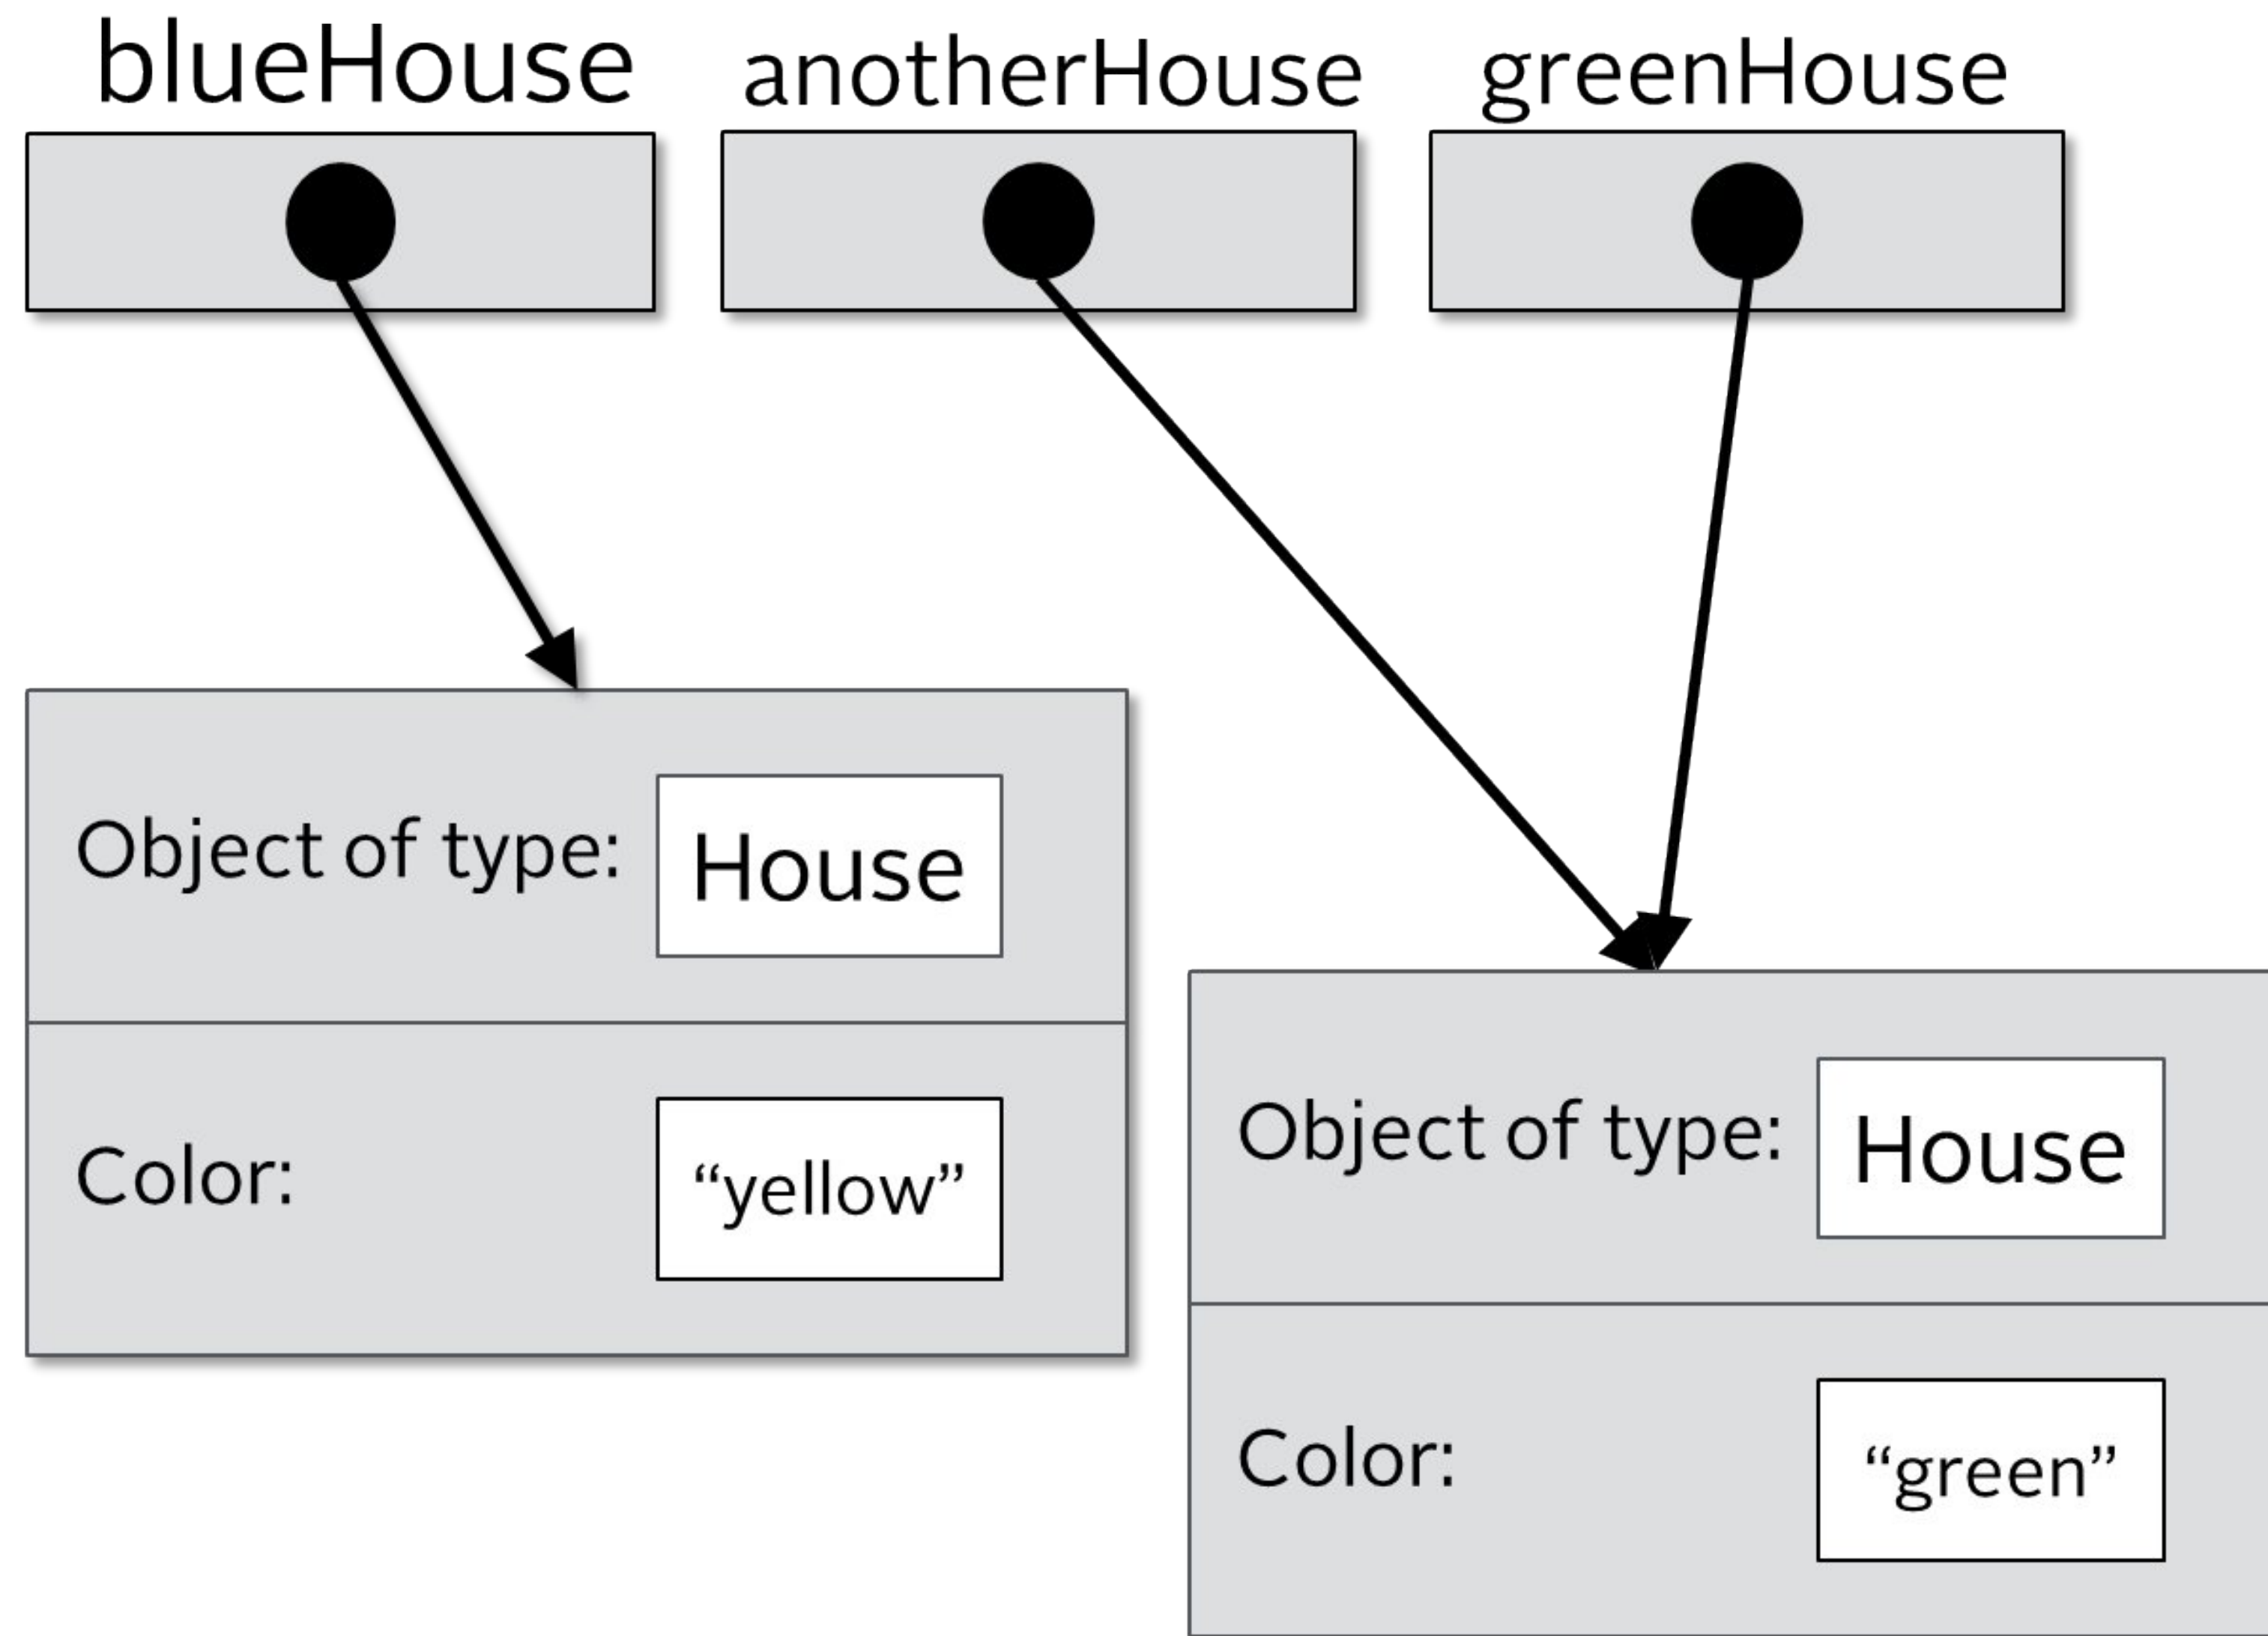 blueHouse
anotherHouse
greenHouse
Object of type: House
Color: “yellow”
Object of type: House
Color: “green”